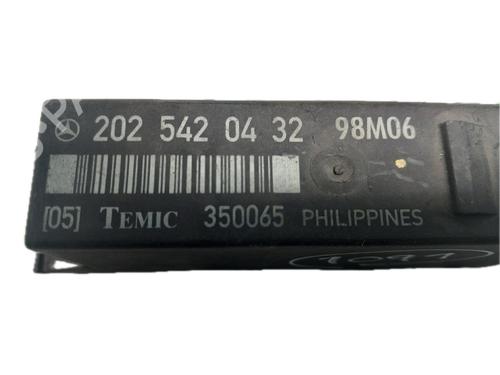 202 542 04 32 98M06
[05] TEMIC 350065 PHILIPPINES